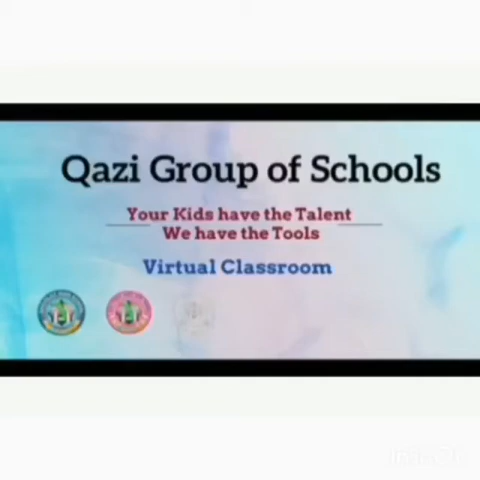 Qazi Group of Schools
Your Kids have the Talent
We have the Tools
Virtual Classroom